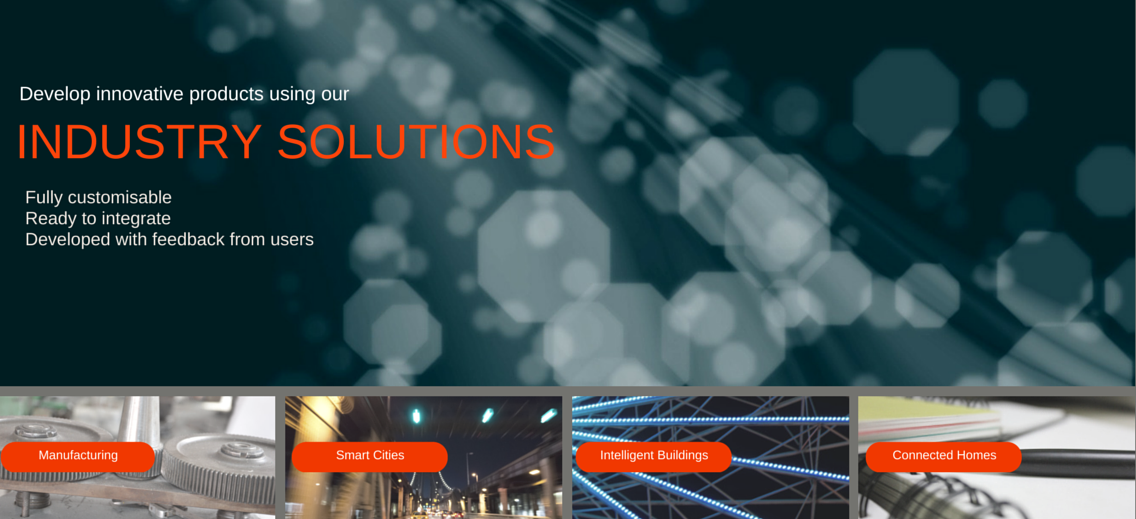 Develop innovative products using our
INDUSTRY SOLUTIONS
Fully customisable
Ready to integrate
Developed with feedback from users
Manufacturing
Smart Cities
Intelligent Buildings
Connected Homes